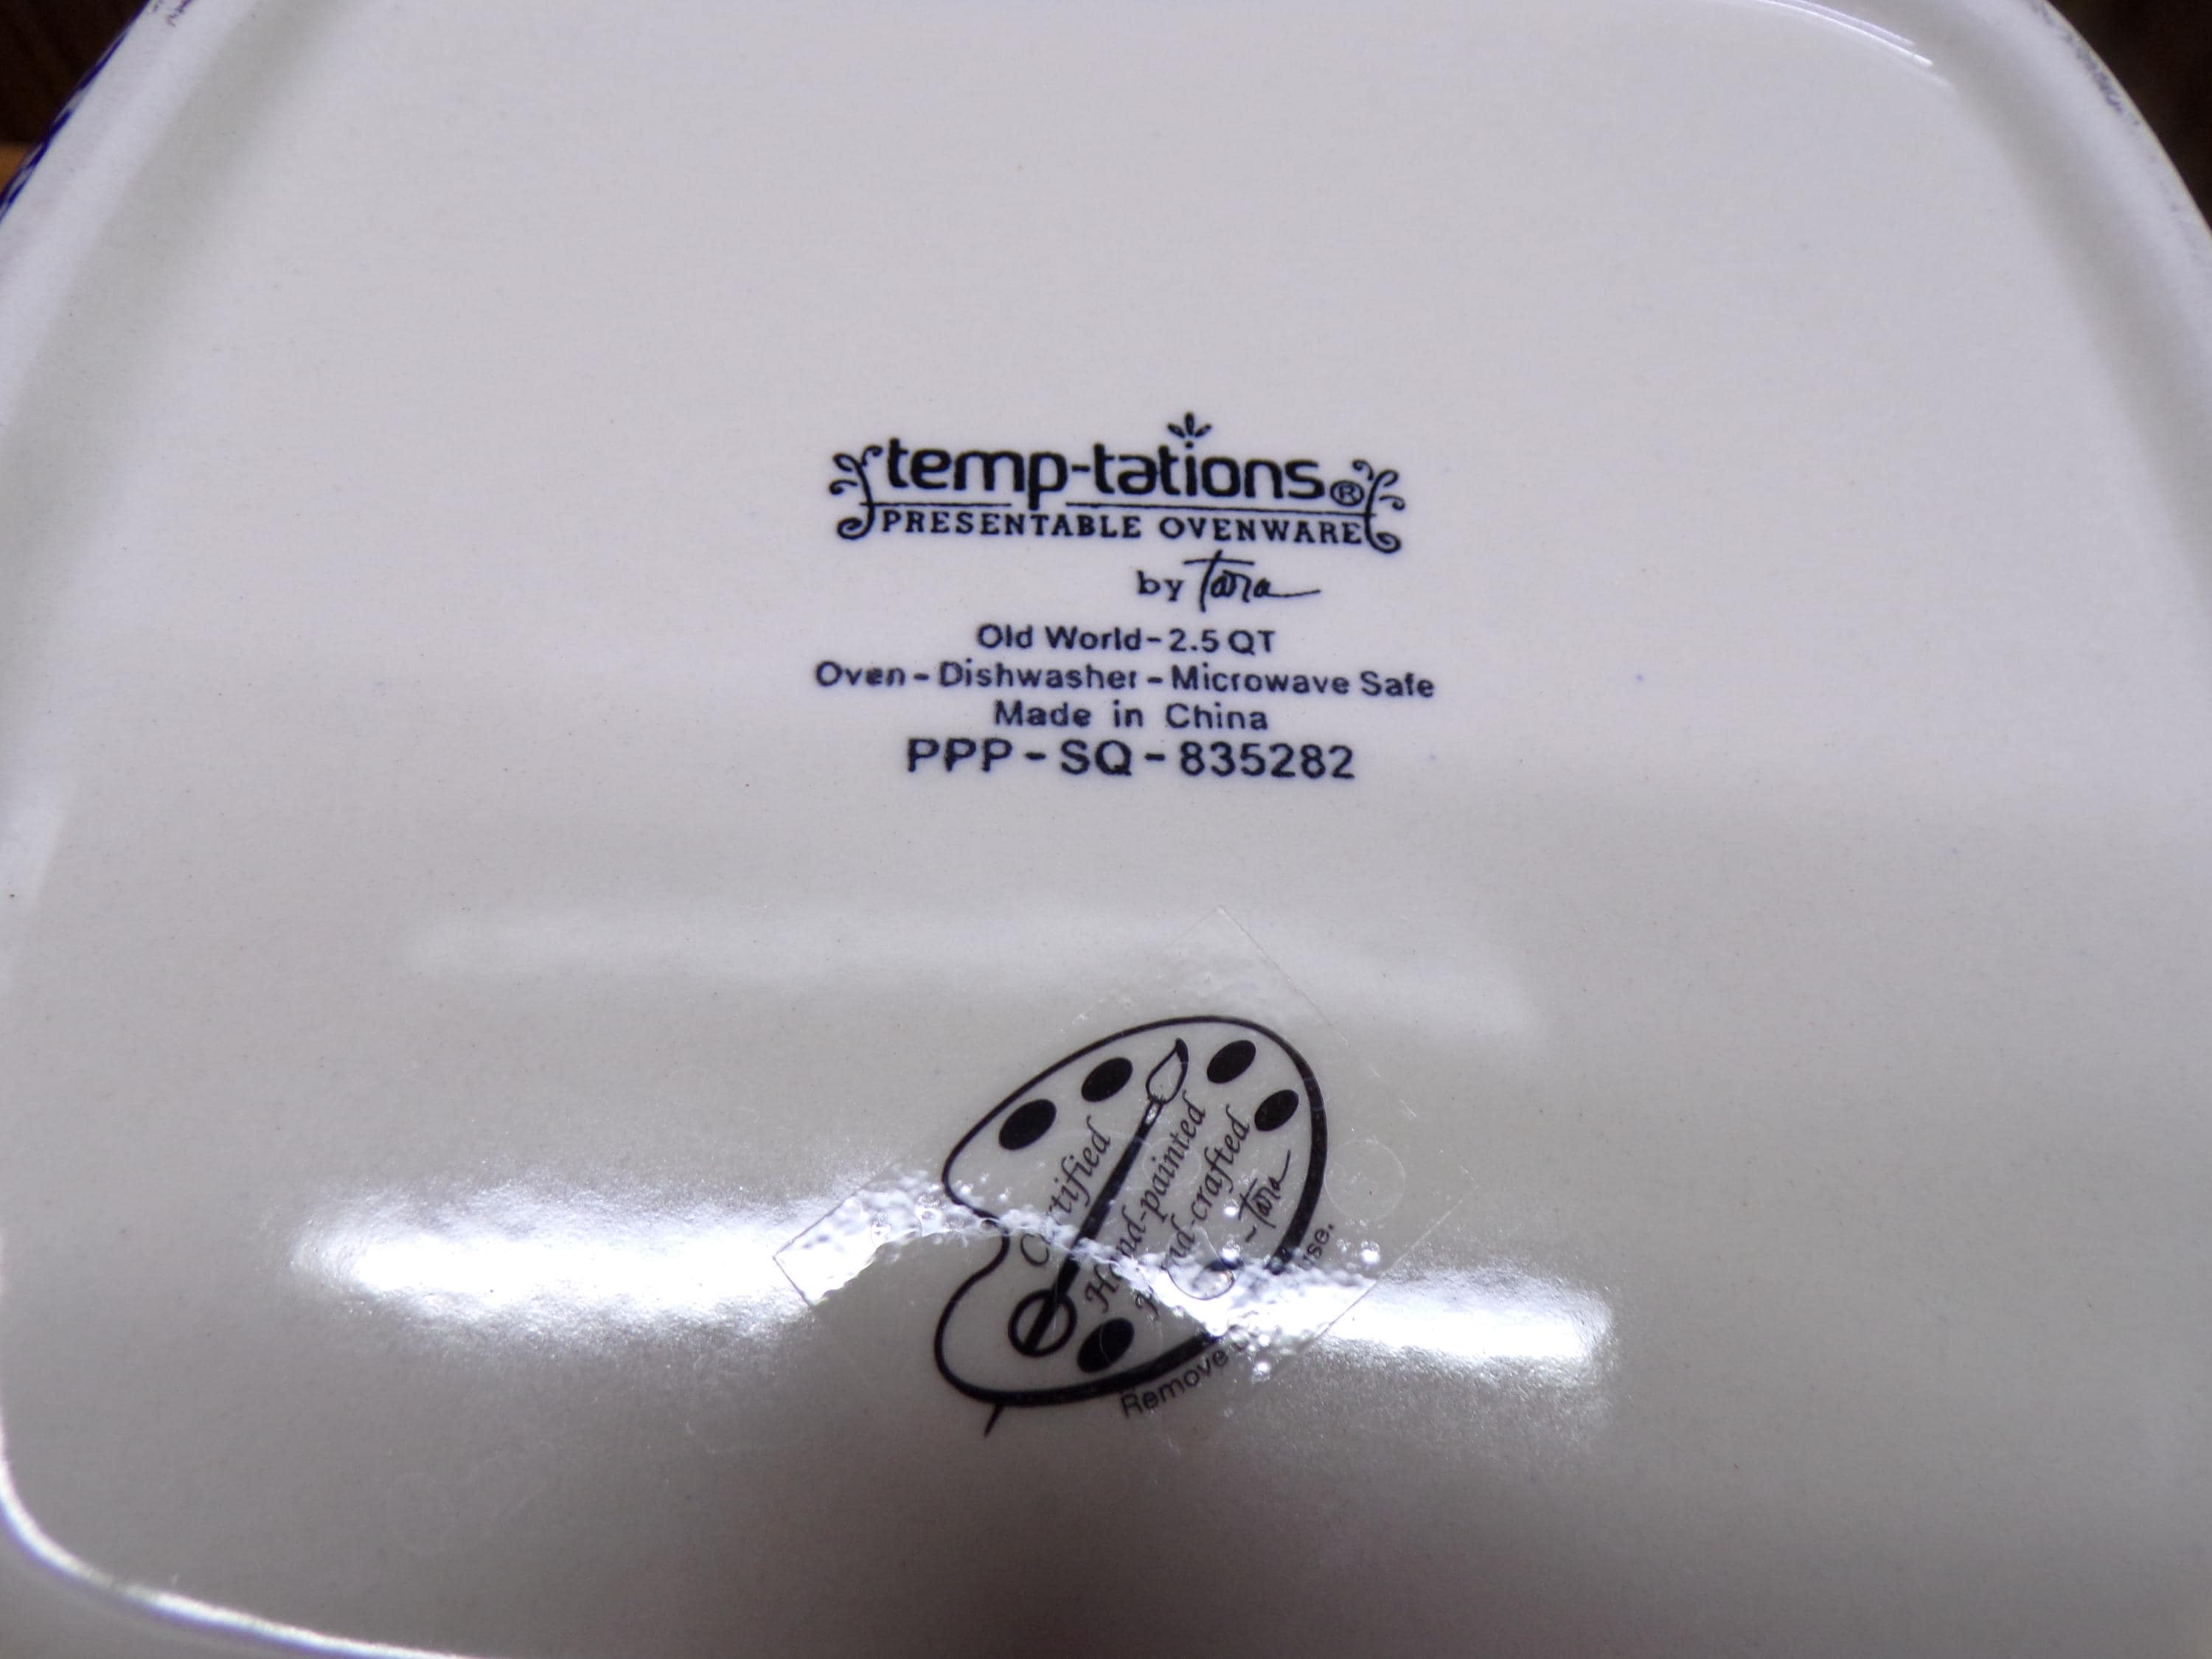 temp-tations®
PRESENTABLE OVENWARE
by Tara
Old World-2.5 QT
Oven-Dishwasher-Microwave Safe
Made in China
PPP-SQ-835282
Certified
Hand-painted
Hand-crafted
~Tara
Remove use.